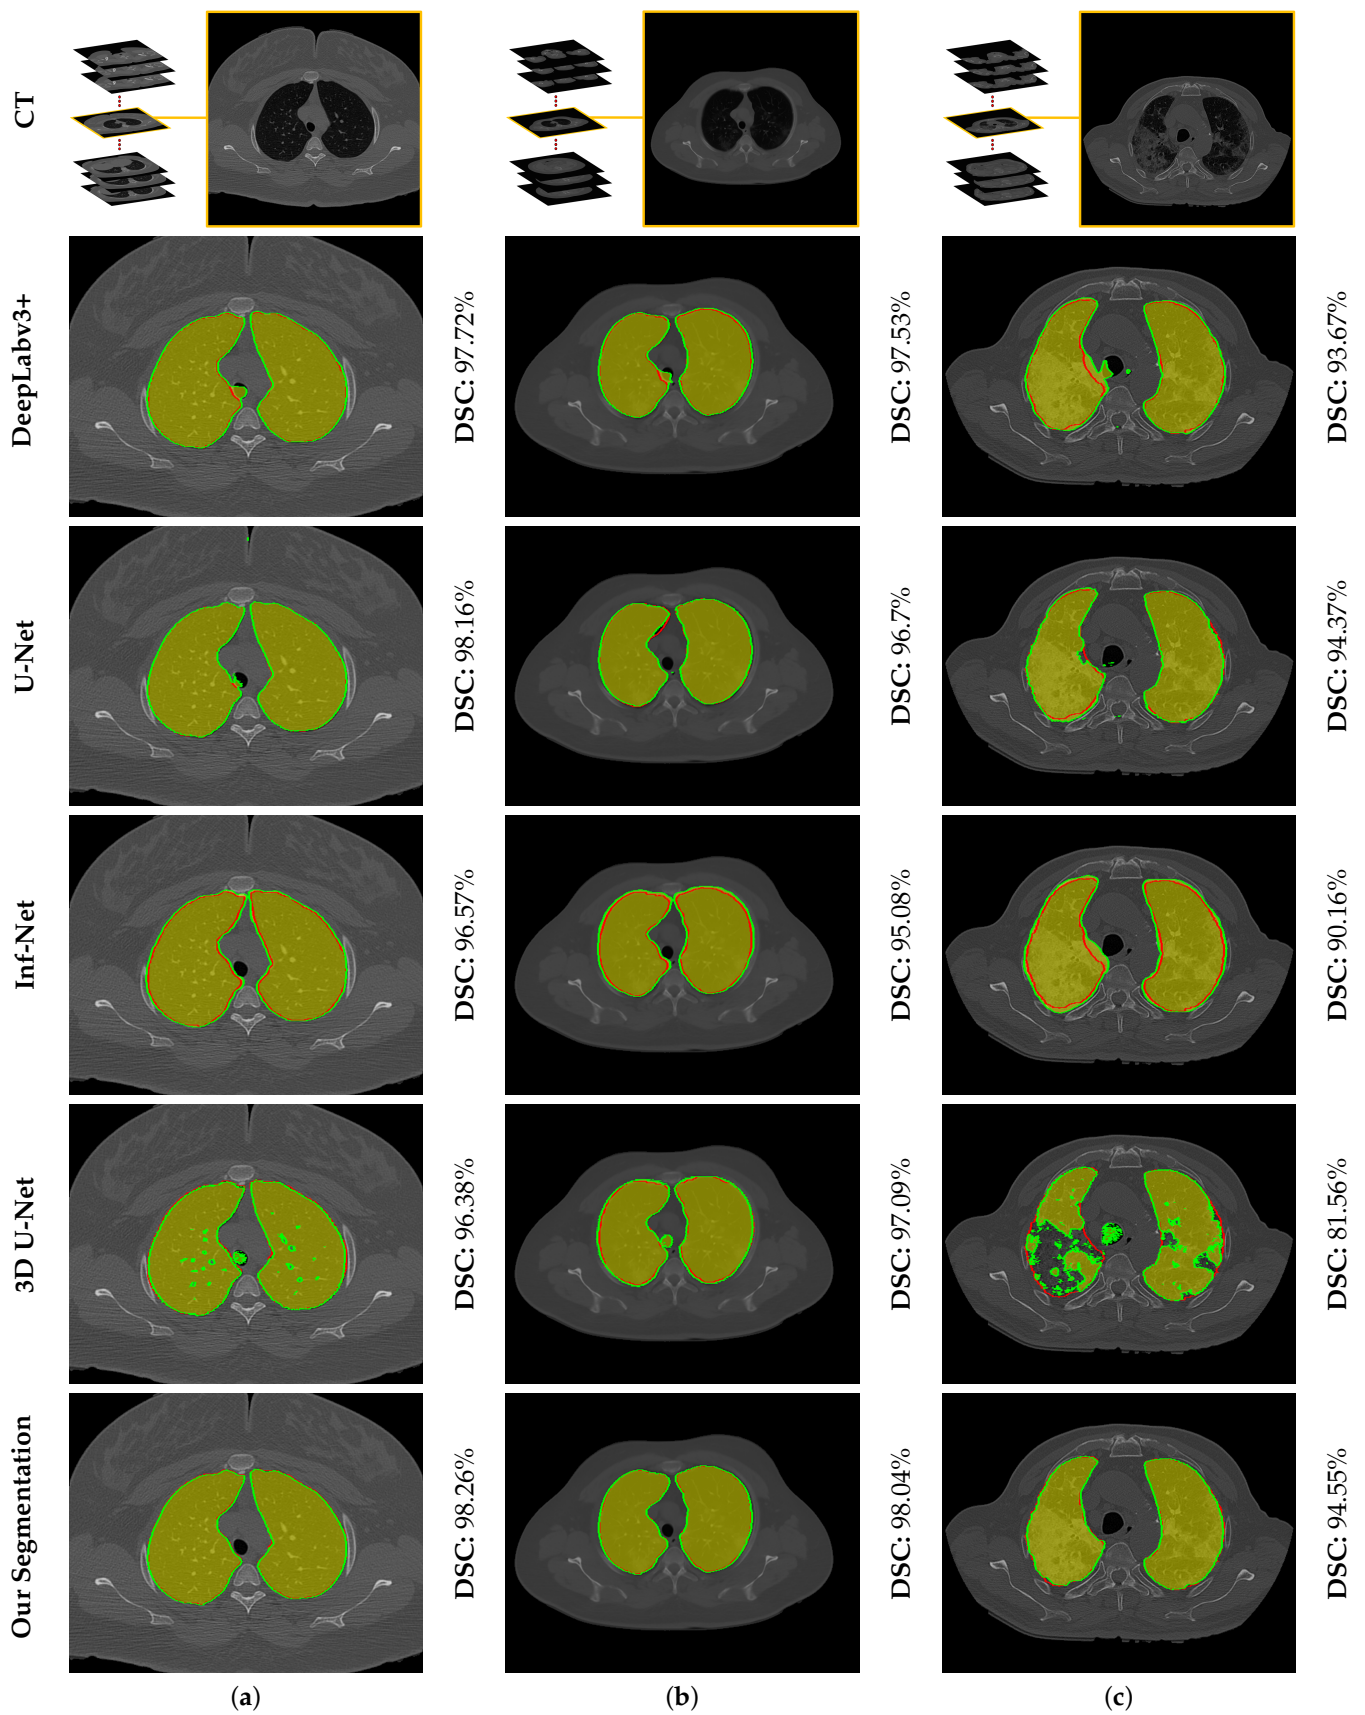 CT
DeepLabv3+
DSC: 97.72%
DSC: 97.53%
DSC: 93.67%
U-Net
DSC: 98.16%
DSC: 96.7%
DSC: 94.37%
Inf-Net
DSC: 96.57%
DSC: 95.08%
DSC: 90.16%
3D U-Net
DSC: 96.38%
DSC: 97.09%
DSC: 81.56%
Our Segmentation
DSC: 98.26%
DSC: 98.04%
DSC: 94.55%
(a)
(b)
(c)